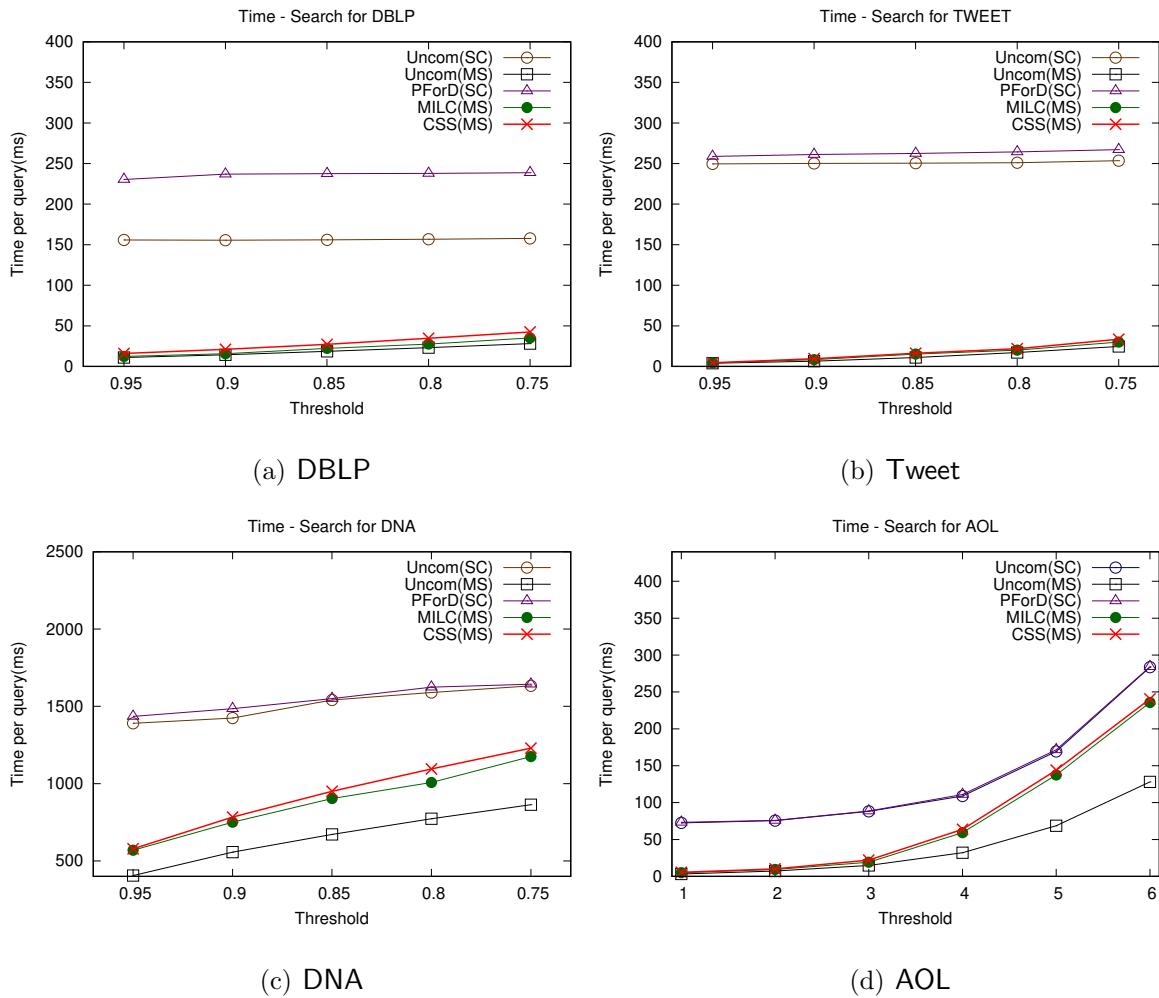 Time - Search for DBLP
400
350
300
250
200
150
100
50
0
0.95 0.9 0.85 0.8 0.75
Time per query(ms)
Threshold
Uncom(SC)
Uncom(MS)
PForD(SC)
MILC(MS)
CSS(MS)
(a) DBLP
Time - Search for TWEET
400
350
300
250
200
150
100
50
0
0.95 0.9 0.85 0.8 0.75
Time per query(ms)
Threshold
Uncom(SC)
Uncom(MS)
PForD(SC)
MILC(MS)
CSS(MS)
(b) Tweet
Time - Search for DNA
2500
2000
1500
1000
500
0.95 0.9 0.85 0.8 0.75
Time per query(ms)
Threshold
Uncom(SC)
Uncom(MS)
PForD(SC)
MILC(MS)
CSS(MS)
(c) DNA
Time - Search for AOL
400
350
300
250
200
150
100
50
0
1 2 3 4 5 6
Time per query(ms)
Threshold
Uncom(SC)
Uncom(MS)
PForD(SC)
MILC(MS)
CSS(MS)
(d) AOL